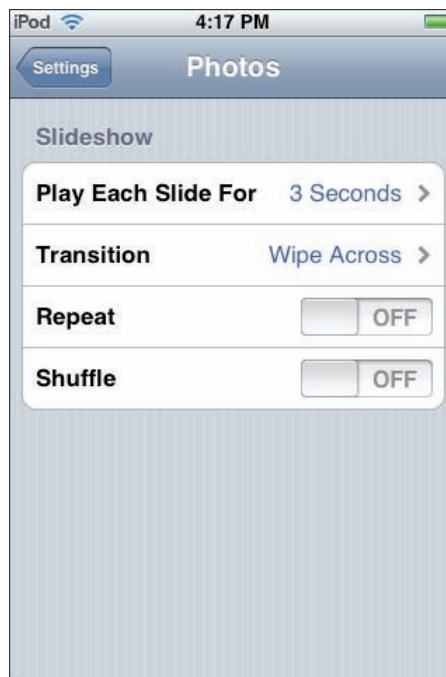 iPod 4:17 PM
Settings Photos
Slideshow
Play Each Slide For 3 Seconds >
Transition Wipe Across >
Repeat OFF
Shuffle OFF